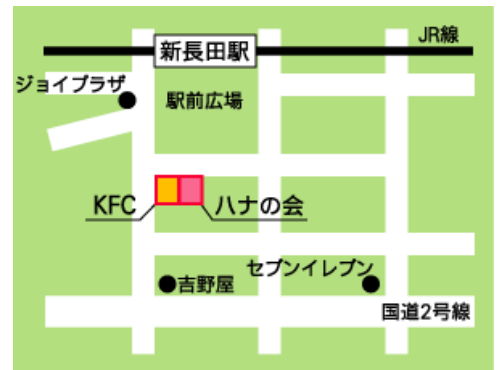 JR線
新長田駅
ジョイプラザ
駅前広場
KFC
ハナの会
セブンイレブン
吉野屋
国道2号線